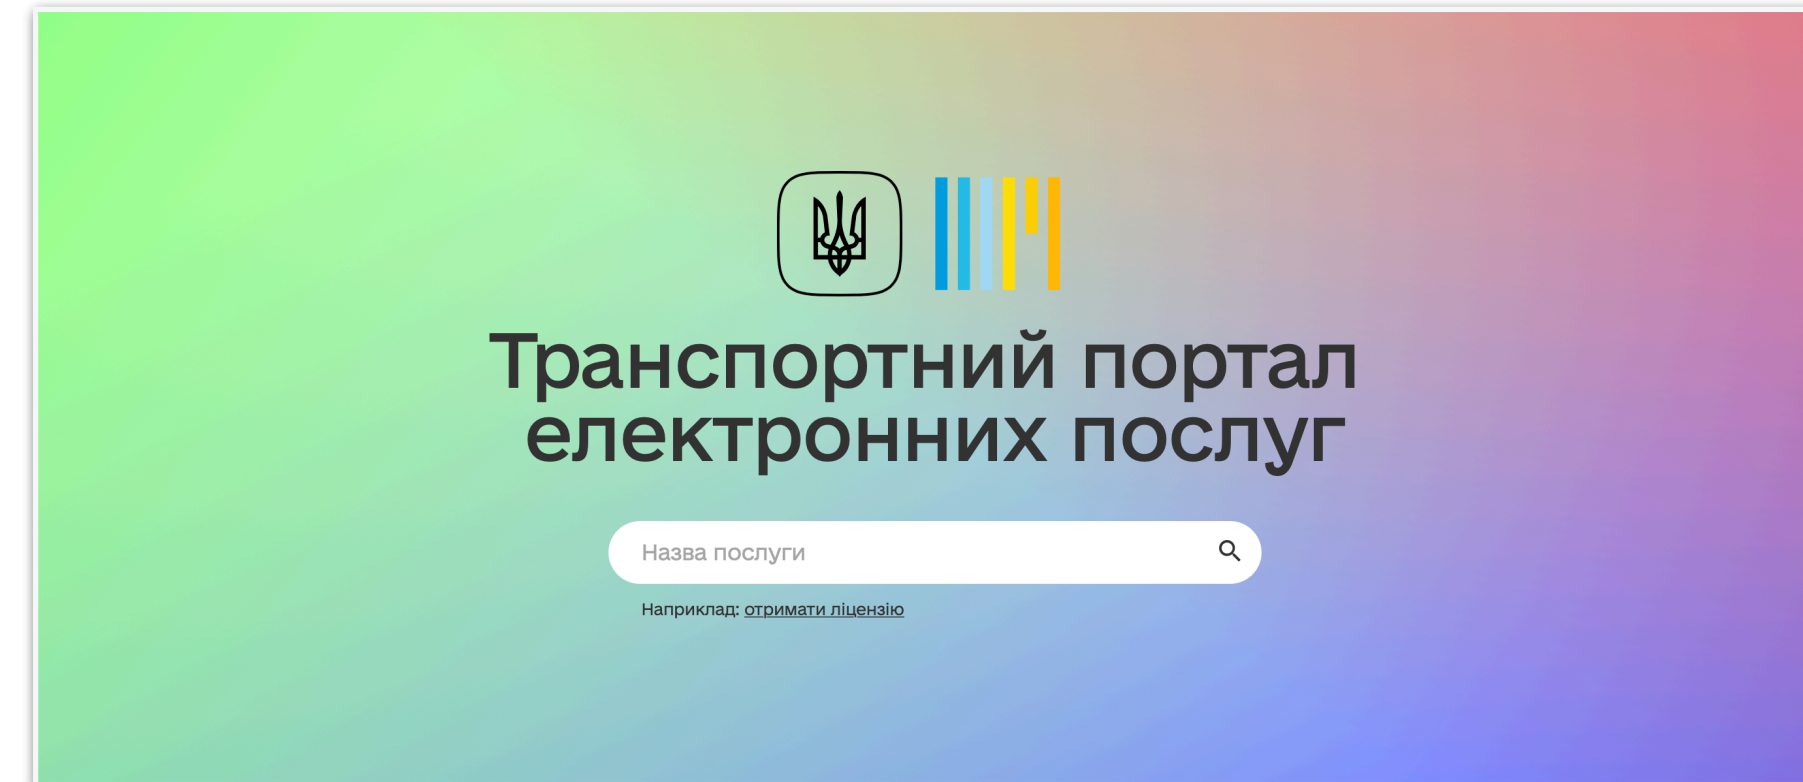 Транспортний портал
електронних послуг
Назва послуги
Наприклад: отримати ліцензію